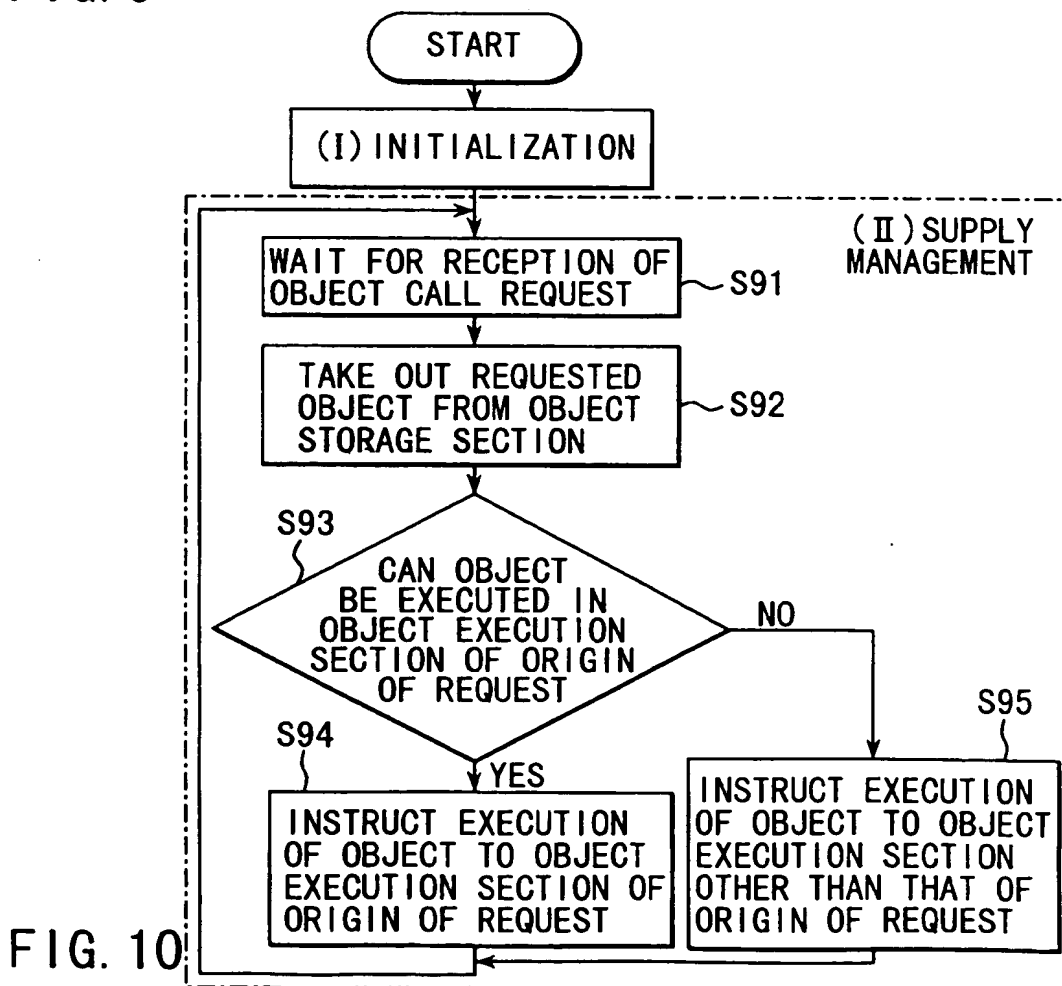 START
(I) INITIALIZATION
(II) SUPPLY
MANAGEMENT
WAIT FOR RECEPTION OF
OBJECT CALL REQUEST
S91
TAKE OUT REQUESTED
OBJECT FROM OBJECT
STORAGE SECTION
S92
S93
CAN OBJECT
BE EXECUTED IN
OBJECT EXECUTION
SECTION OF ORIGIN
OF REQUEST
NO
S94
YES
S95
INSTRUCT EXECUTION
OF OBJECT TO OBJECT
EXECUTION SECTION OF
ORIGIN OF REQUEST
INSTRUCT EXECUTION
OF OBJECT TO OBJECT
EXECUTION SECTION
OTHER THAN THAT OF
ORIGIN OF REQUEST
FIG. 10